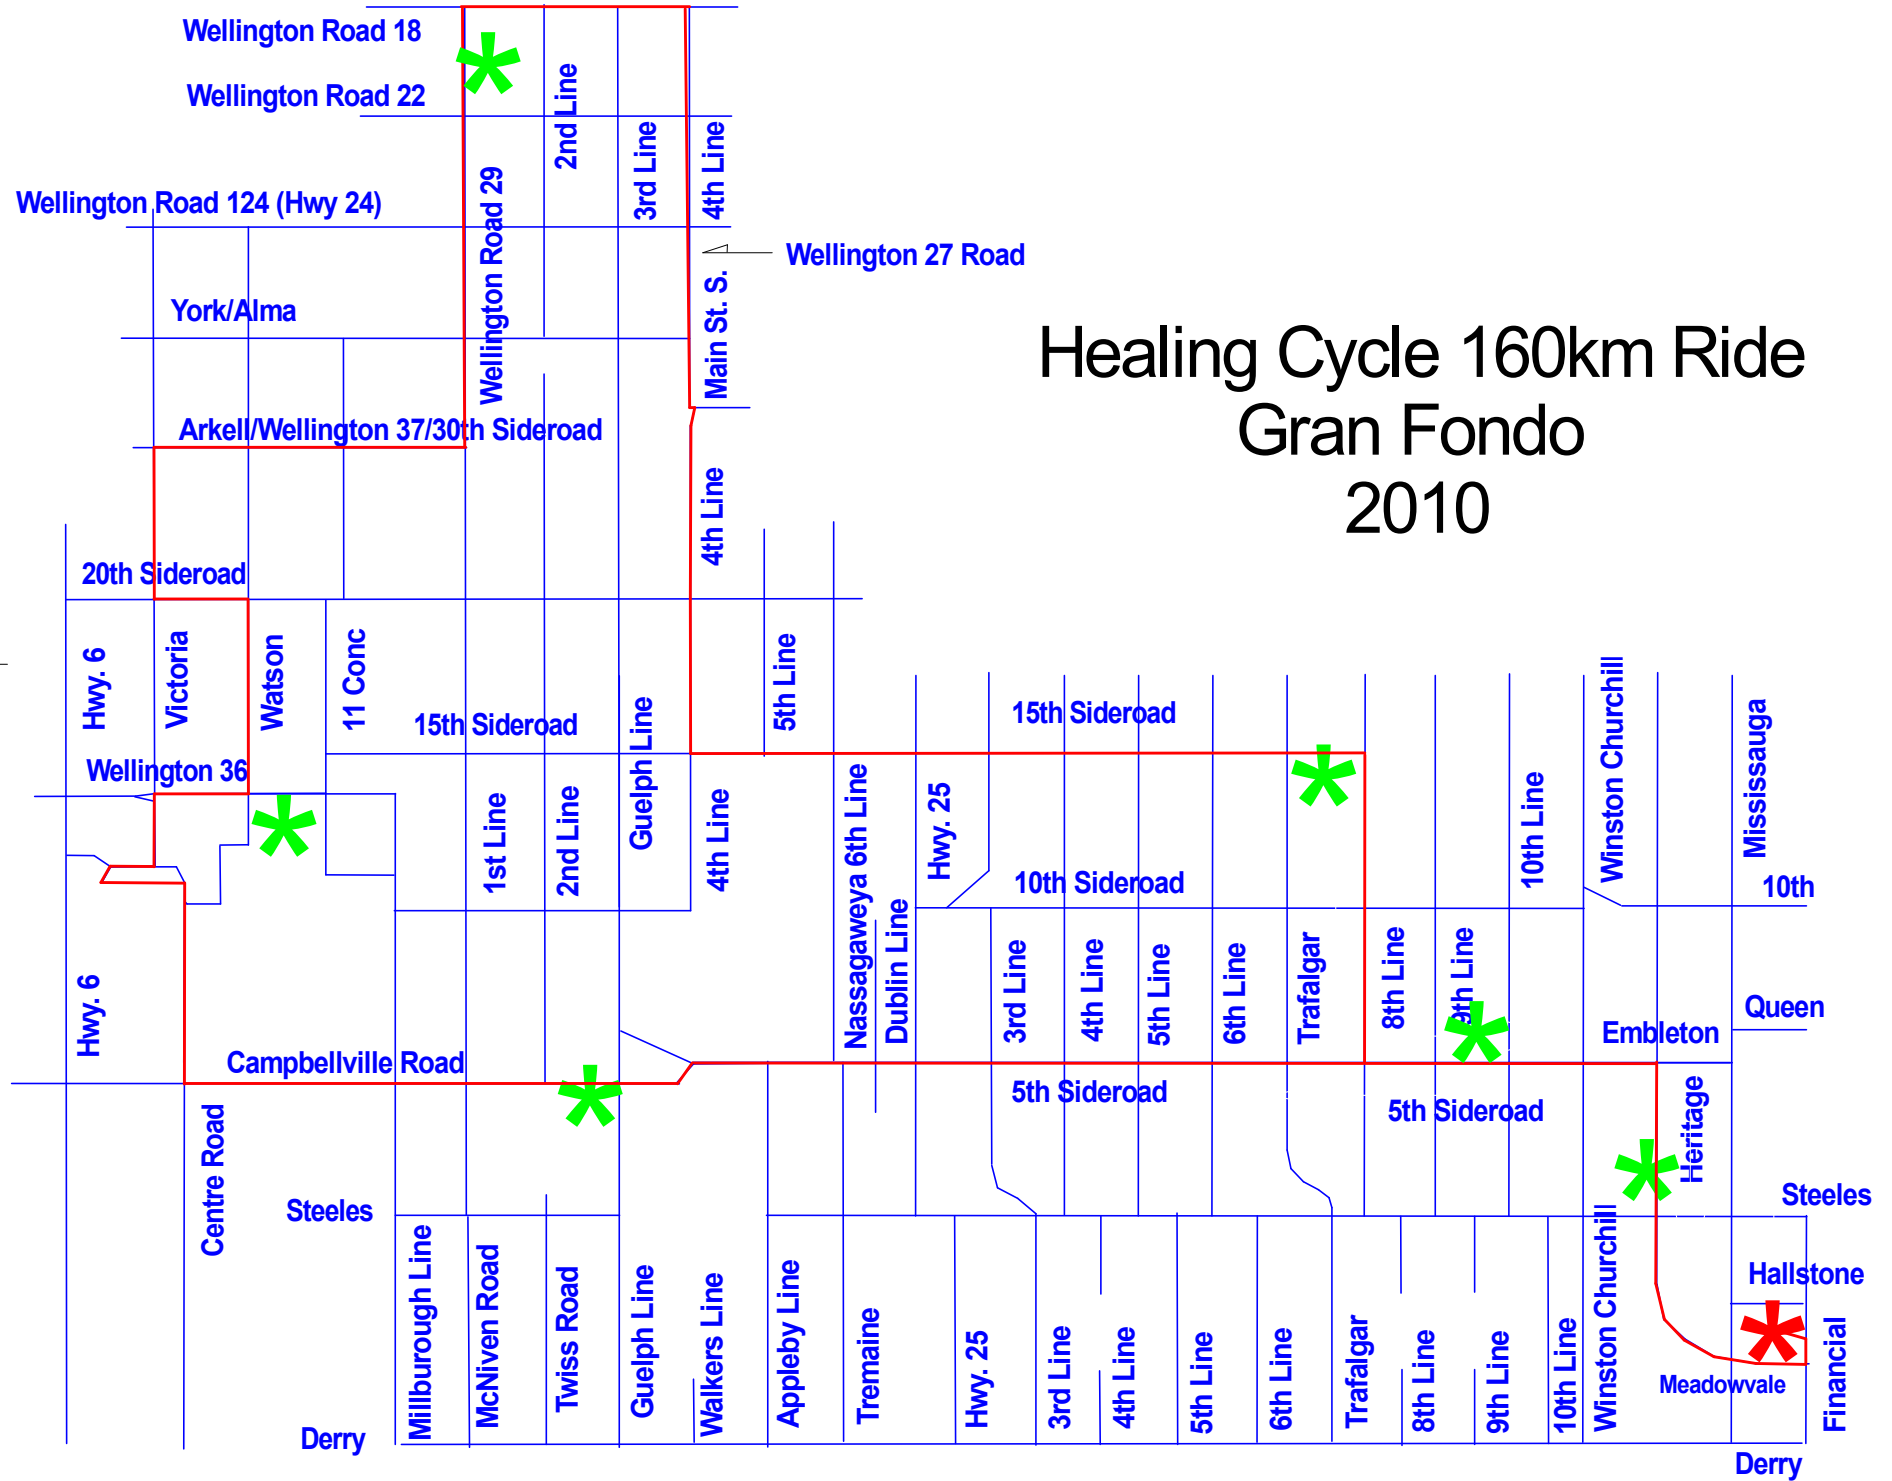 Wellington Road 18
Wellington Road 22
2nd Line
3rd Line
4th Line
Wellington Road 29
Wellington Road 124 (Hwy 24)
Wellington 27 Road
Main St. S.
York/Alma
Healing Cycle 160km Ride
Gran Fondo
2010
Arkell/Wellington 37/30th Sideroad
4th Line
20th Sideroad
Hwy. 6
Victoria
Watson
11 Conc
15th Sideroad
Guelph Line
5th Line
15th Sideroad
Winston Churchill
Mississauga
Wellington 36
1st Line
2nd Line
4th Line
Nassagaweya 6th Line
Hwy. 25
10th Line
10th Sideroad
10th
Dublin Line
Hwy. 6
3rd Line
4th Line
5th Line
6th Line
Trafalgar
8th Line
9th Line
Queen
Embleton
Campbellville Road
5th Sideroad
5th Sideroad
Heritage
Centre Road
Steeles
Steeles
Hallstone
Millburough Line
McNiven Road
Twiss Road
Guelph Line
Walkers Line
Appleby Line
Tremaine
Hwy. 25
3rd Line
4th Line
5th Line
6th Line
Trafalgar
8th Line
9th Line
10th Line
Winston Churchill
Meadowvale
Financial
Derry
Derry